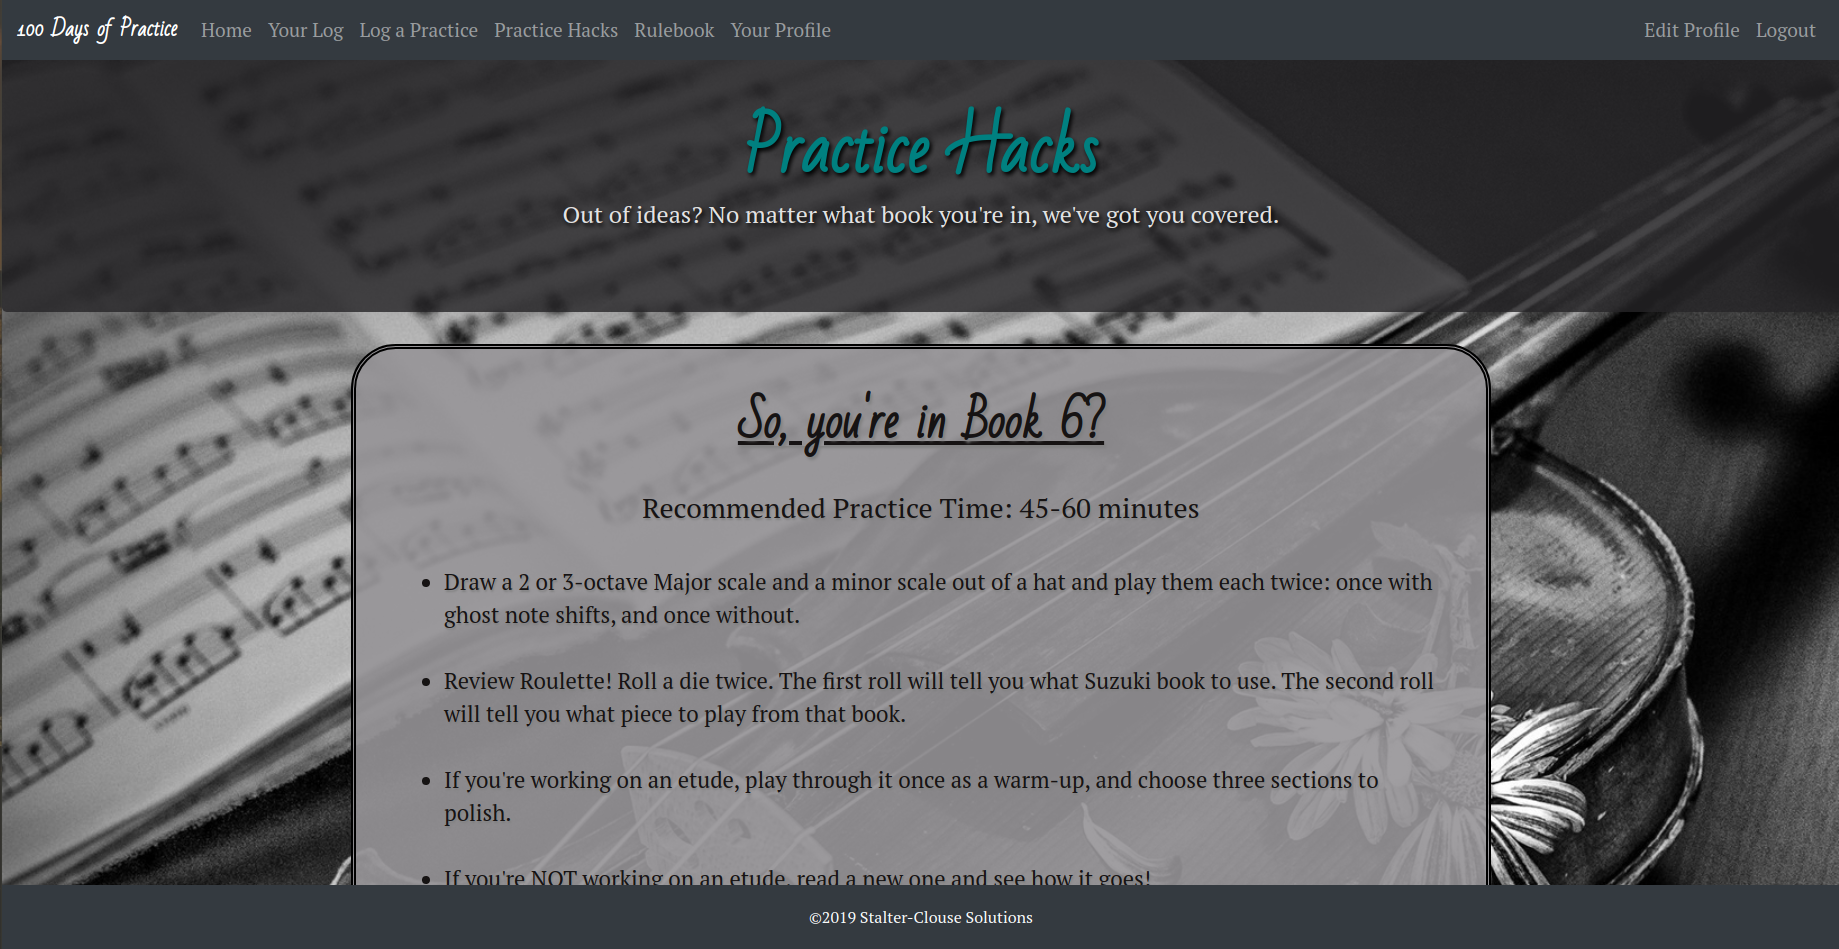 100 Days of Practice Home Your Log Log a Practice Practice Hacks Rulebook Your Profile Edit Profile Logout
Practice Hacks
Out of ideas? No matter what book you're in, we've got you covered.
So, you're in Book 6?
Recommended Practice Time: 45-60 minutes
• Draw a 2 or 3-octave Major scale and a minor scale out of a hat and play them each twice: once with
ghost note shifts, and once without.
• Review Roulette! Roll a die twice. The first roll will tell you what Suzuki book to use. The second roll
will tell you what piece to play from that book.
• If you're working on an etude, play through it once as a warm-up, and choose three sections to
polish.
• If you're NOT working on an etude, read a new one and see how it goes!
©2019 Stalter-Clouse Solutions